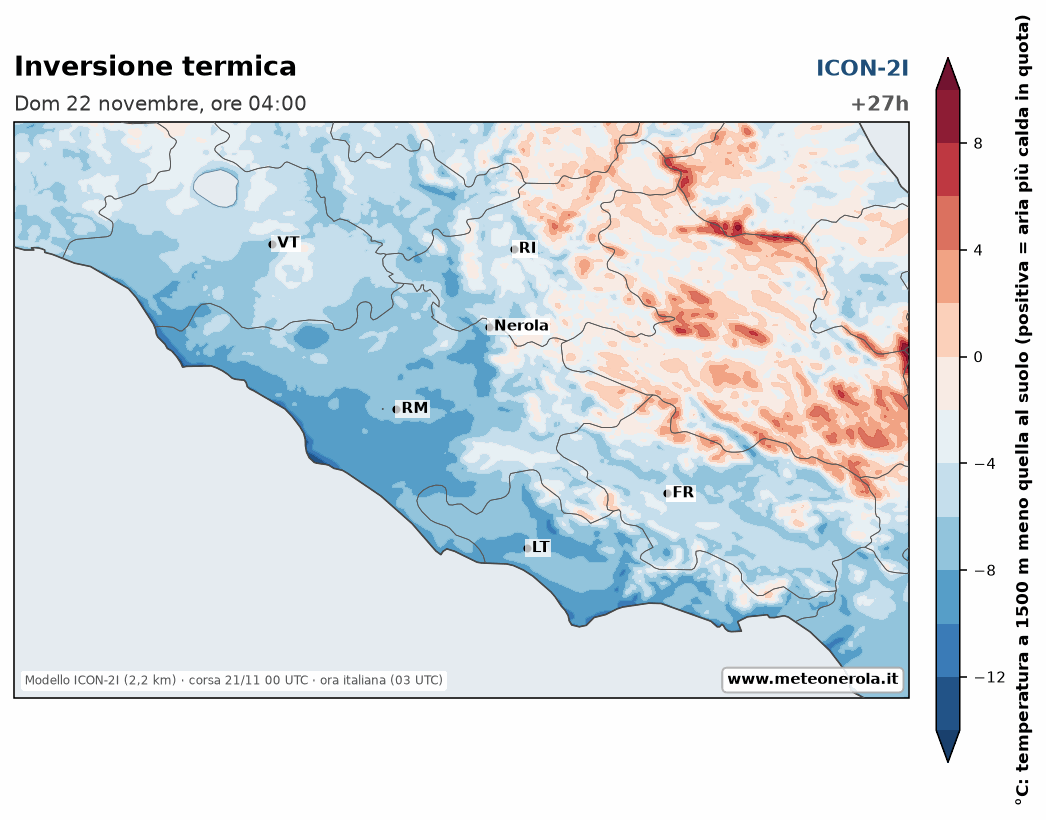 Inversione termica
ICON-2I
Dom 22 novembre, ore 04:00
+27h
VT
RI
Nerola
RM
FR
LT
Modello ICON-2I (2,2 km) · corsa 21/11 00 UTC · ora italiana (03 UTC)
www.meteonerola.it
8
4
0
−4
−8
−12
°C: temperatura a 1500 m meno quella al suolo (positiva = aria più calda in quota)